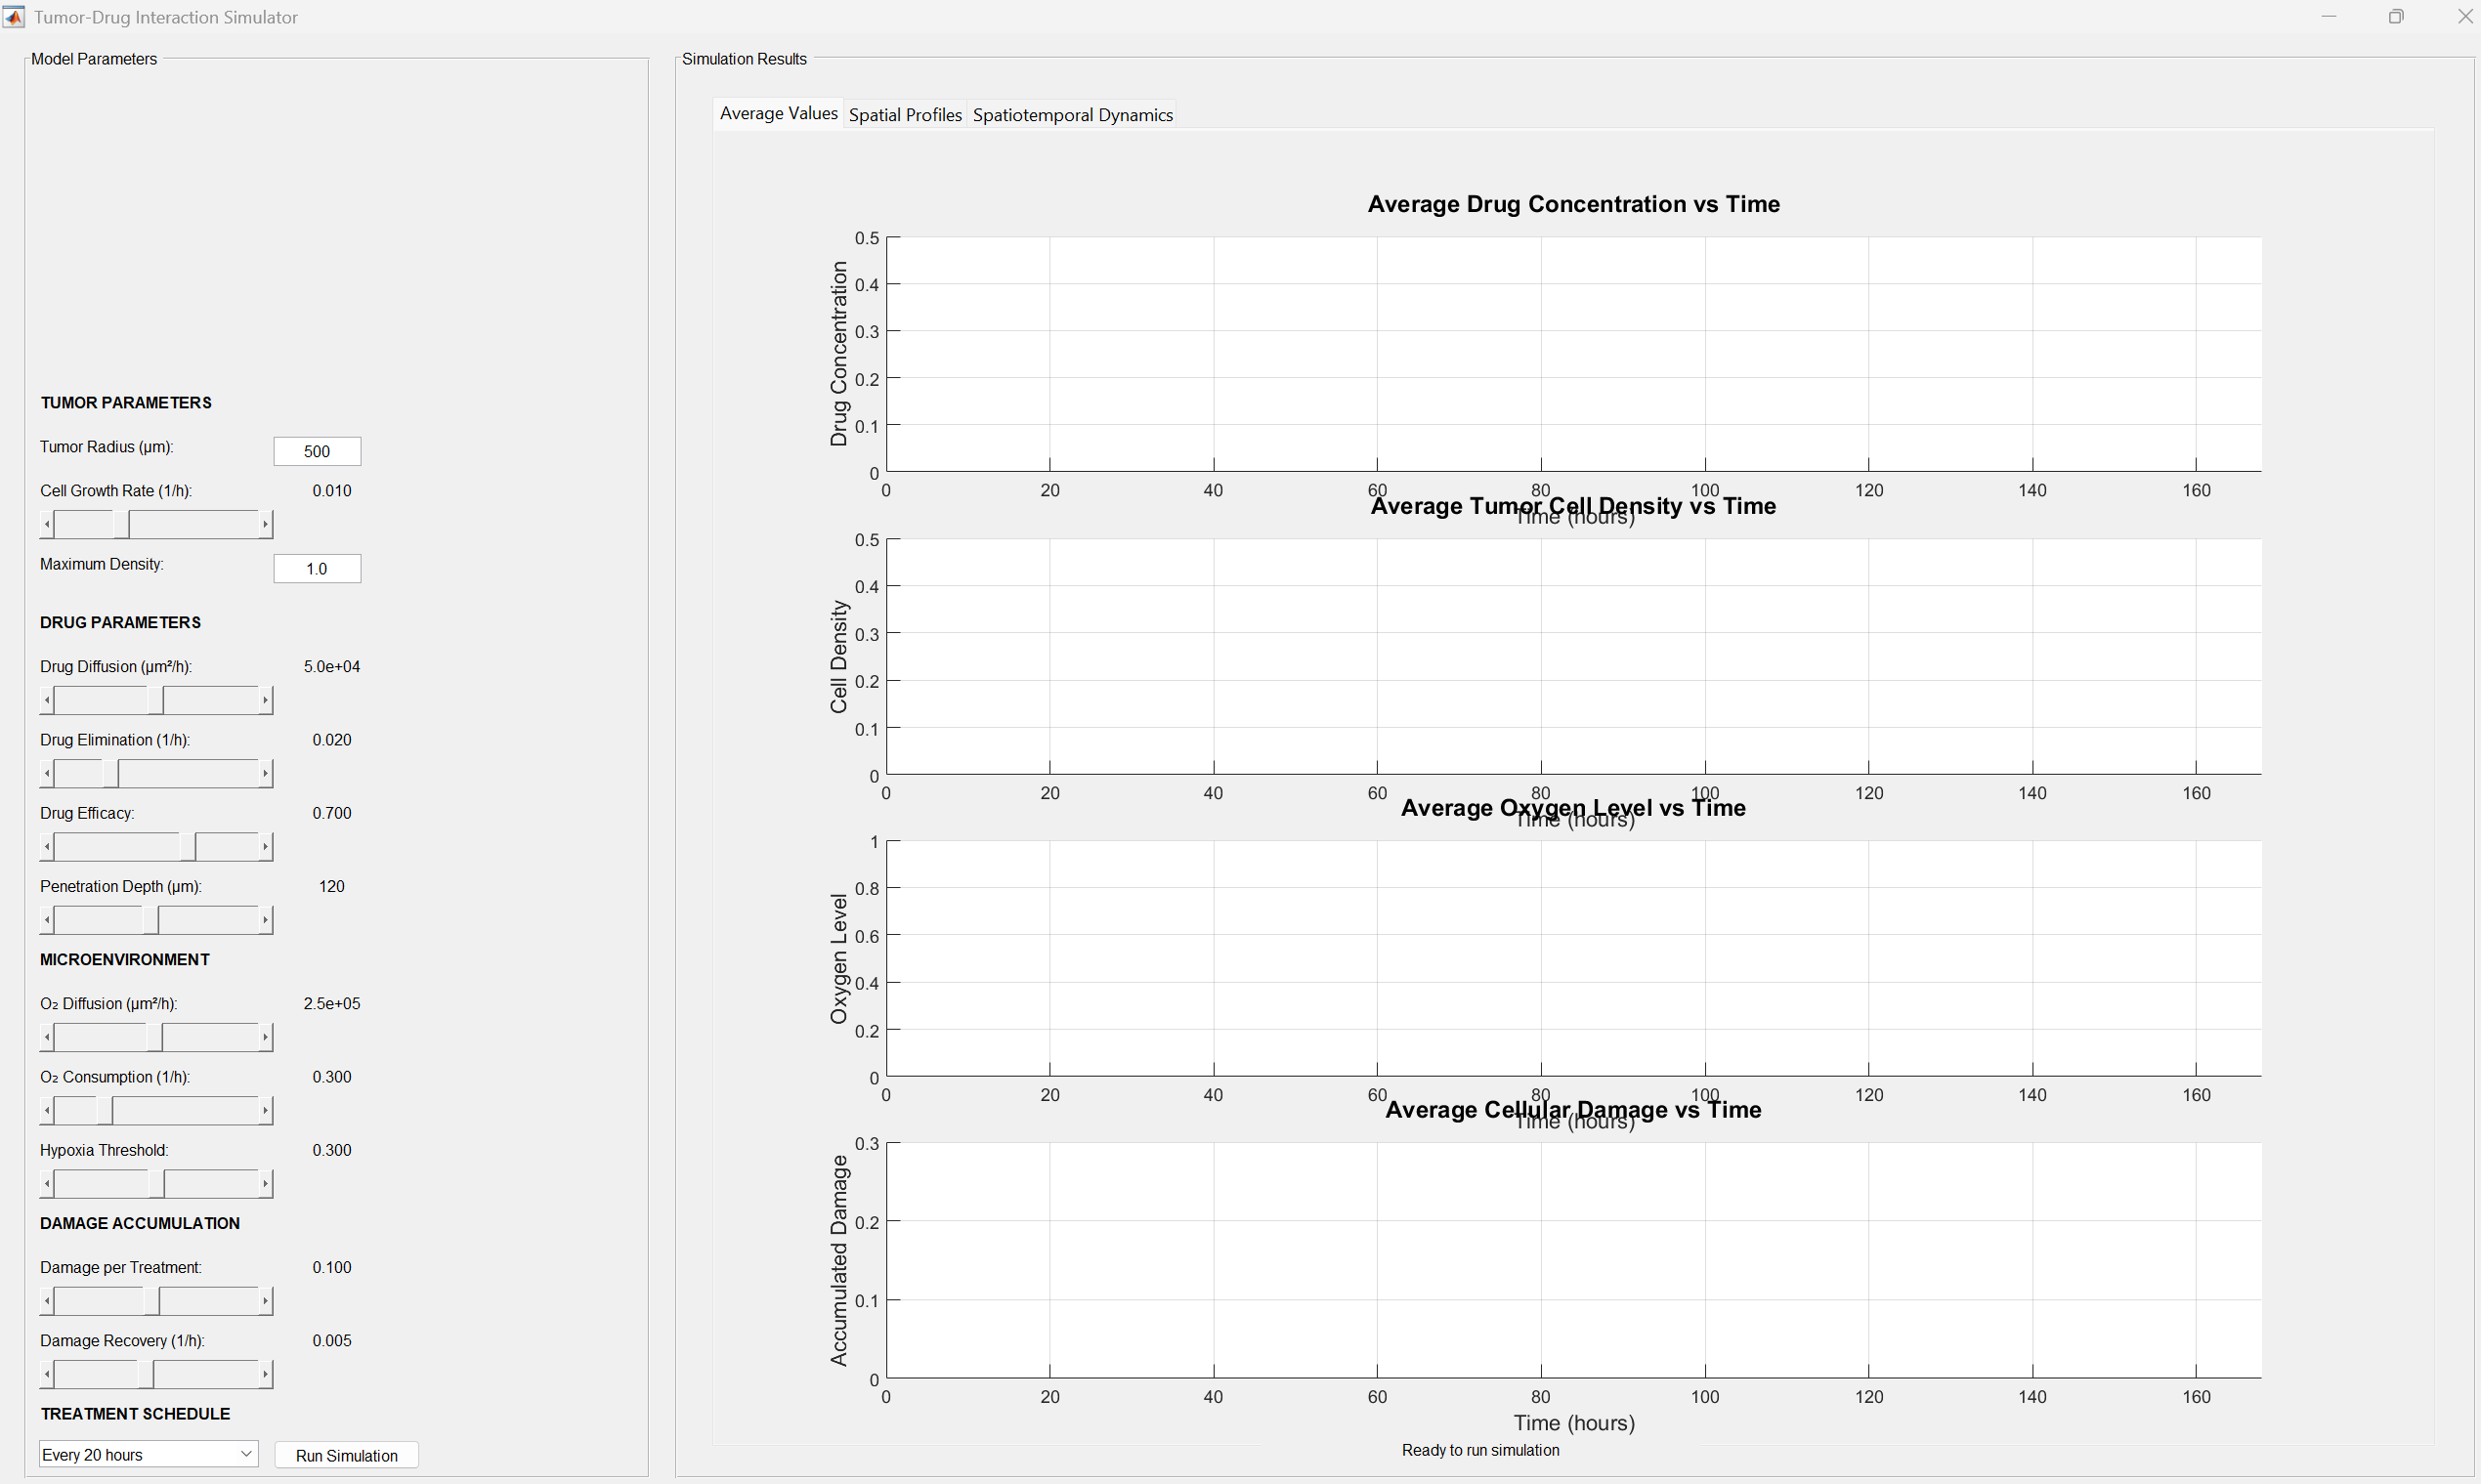 Tumor-Drug Interaction Simulator
Model Parameters
TUMOR PARAMETERS
Tumor Radius (µm): 500
Cell Growth Rate (1/h): 0.010
Maximum Density: 1.0
DRUG PARAMETERS
Drug Diffusion (µm²/h): 5.0e+04
Drug Elimination (1/h): 0.020
Drug Efficacy: 0.700
Penetration Depth (µm): 120
MICROENVIRONMENT
O₂ Diffusion (µm²/h): 2.5e+05
O₂ Consumption (1/h): 0.300
Hypoxia Threshold: 0.300
DAMAGE ACCUMULATION
Damage per Treatment: 0.100
Damage Recovery (1/h): 0.005
TREATMENT SCHEDULE
Every 20 hours Run Simulation
Simulation Results
Average Values Spatial Profiles Spatiotemporal Dynamics
Average Drug Concentration vs Time
Drug Concentration
0.5
0.4
0.3
0.2
0.1
0
0 20 40 60 80 100 120 140 160
Time (hours)
Average Tumor Cell Density vs Time
Cell Density
0.5
0.4
0.3
0.2
0.1
0
0 20 40 60 80 100 120 140 160
Time (hours)
Average Oxygen Level vs Time
Oxygen Level
1
0.8
0.6
0.4
0.2
0
0 20 40 60 80 100 120 140 160
Time (hours)
Average Cellular Damage vs Time
Accumulated Damage
0.3
0.2
0.1
0
0 20 40 60 80 100 120 140 160
Time (hours)
Ready to run simulation